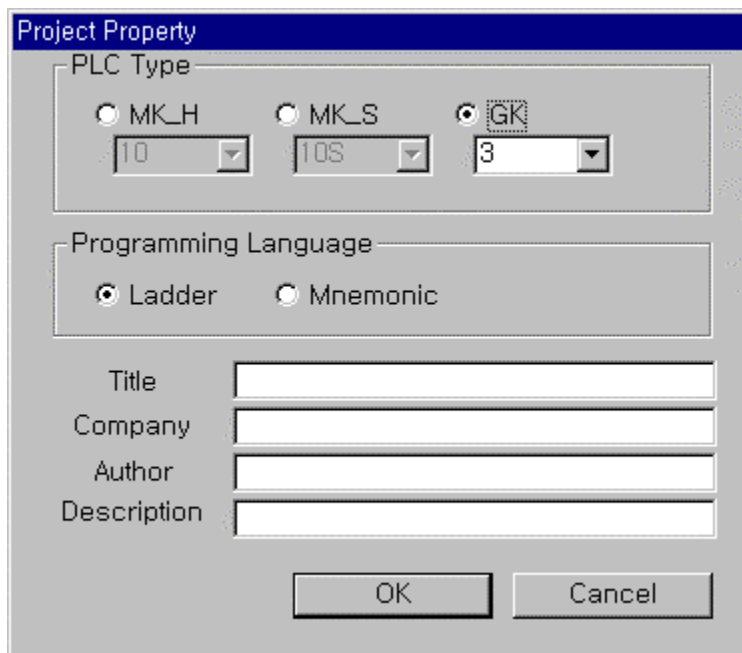 Project Property
PLC Type
MK_H MK_S GK
10 10S 3
Programming Language
Ladder Mnemonic
Title
Company
Author
Description
OK Cancel